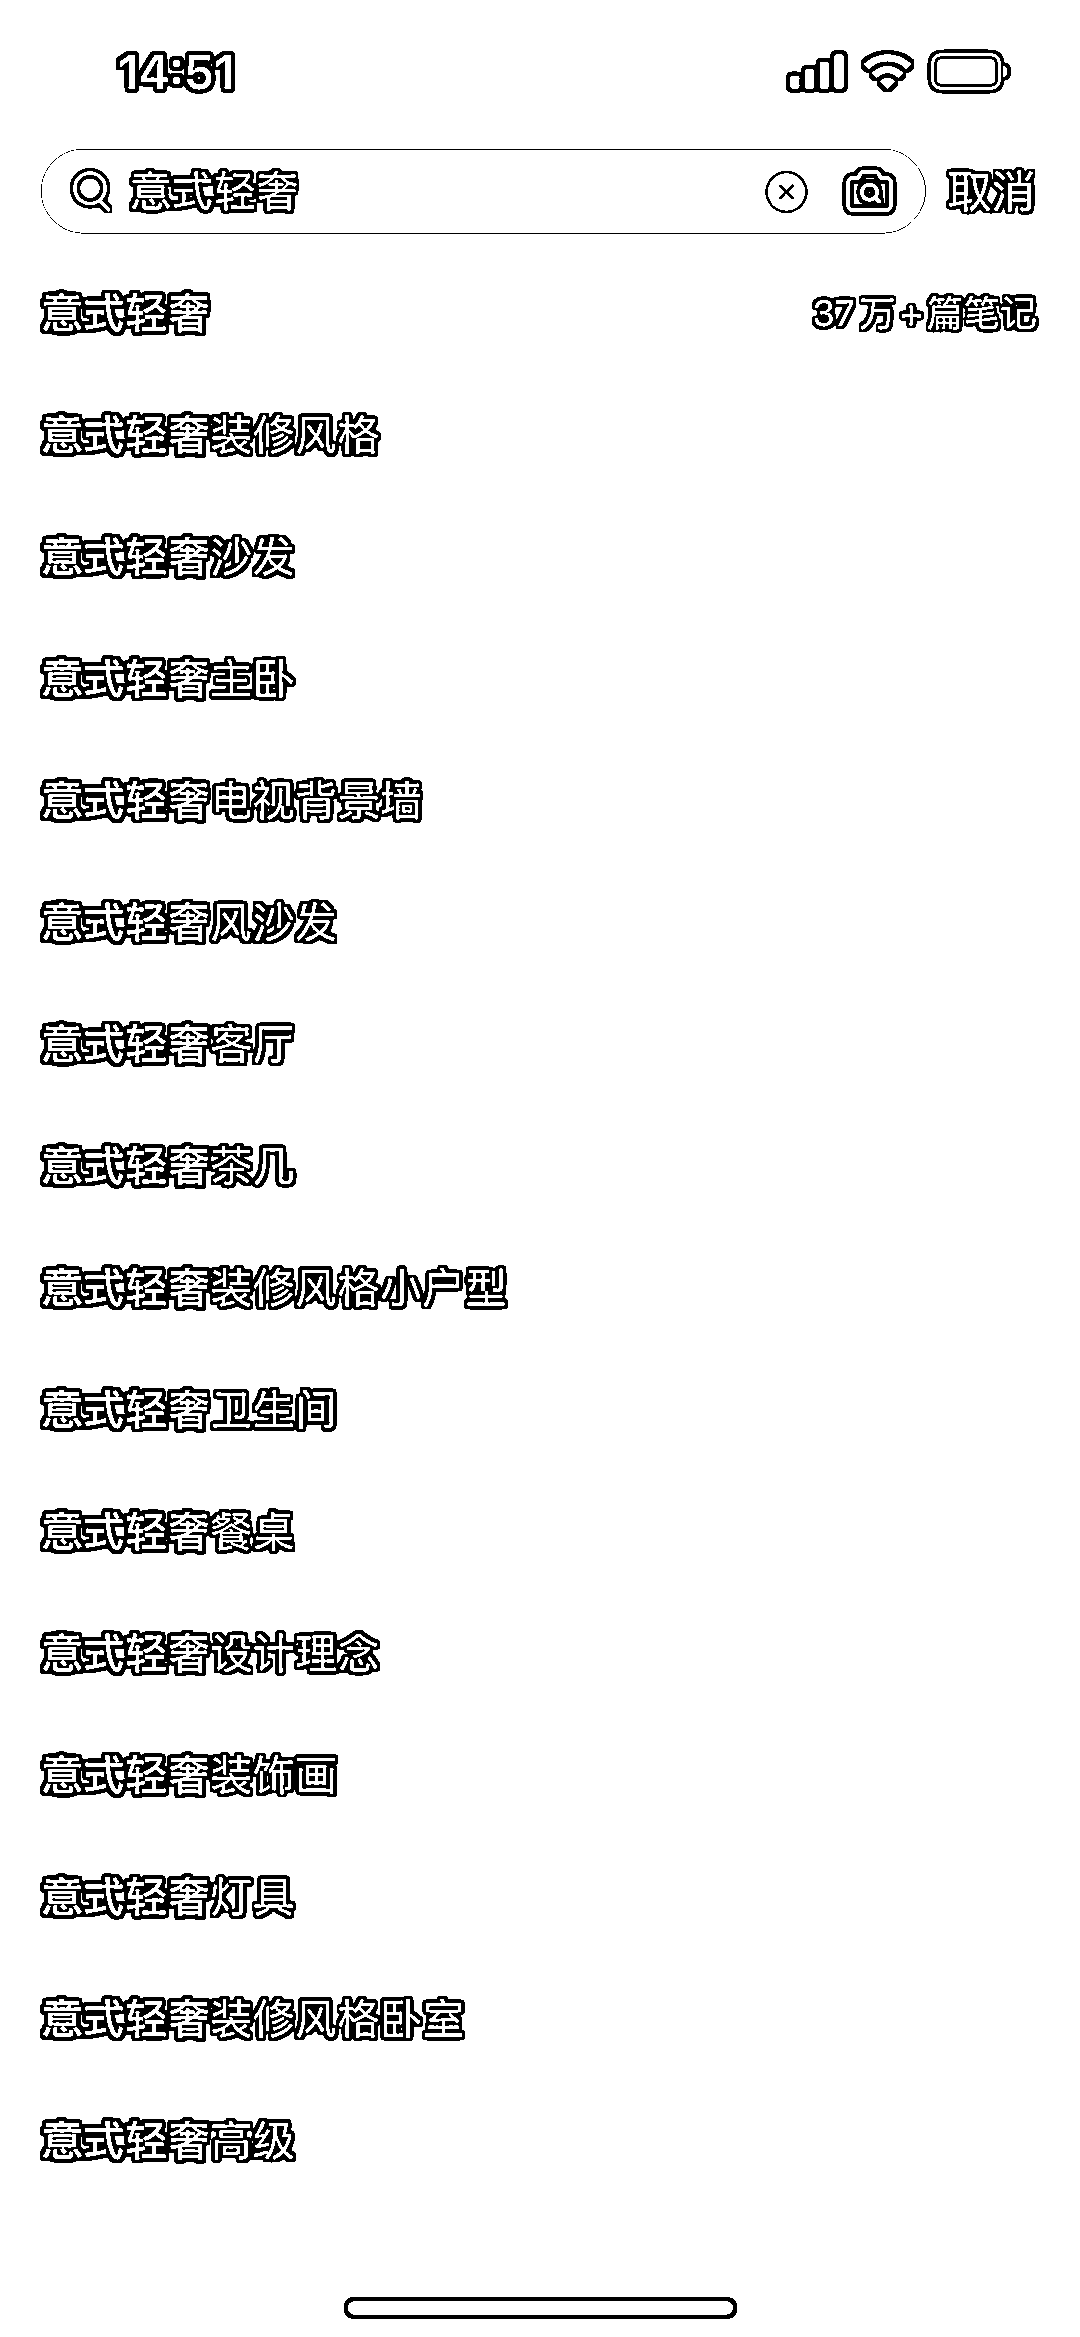 14:51
意式轻奢 取消
意式轻奢 37万+篇笔记
意式轻奢装修风格
意式轻奢沙发
意式轻奢主卧
意式轻奢电视背景墙
意式轻奢风沙发
意式轻奢客厅
意式轻奢茶几
意式轻奢装修风格小户型
意式轻奢卫生间
意式轻奢餐桌
意式轻奢设计理念
意式轻奢装饰画
意式轻奢灯具
意式轻奢装修风格卧室
意式轻奢高级